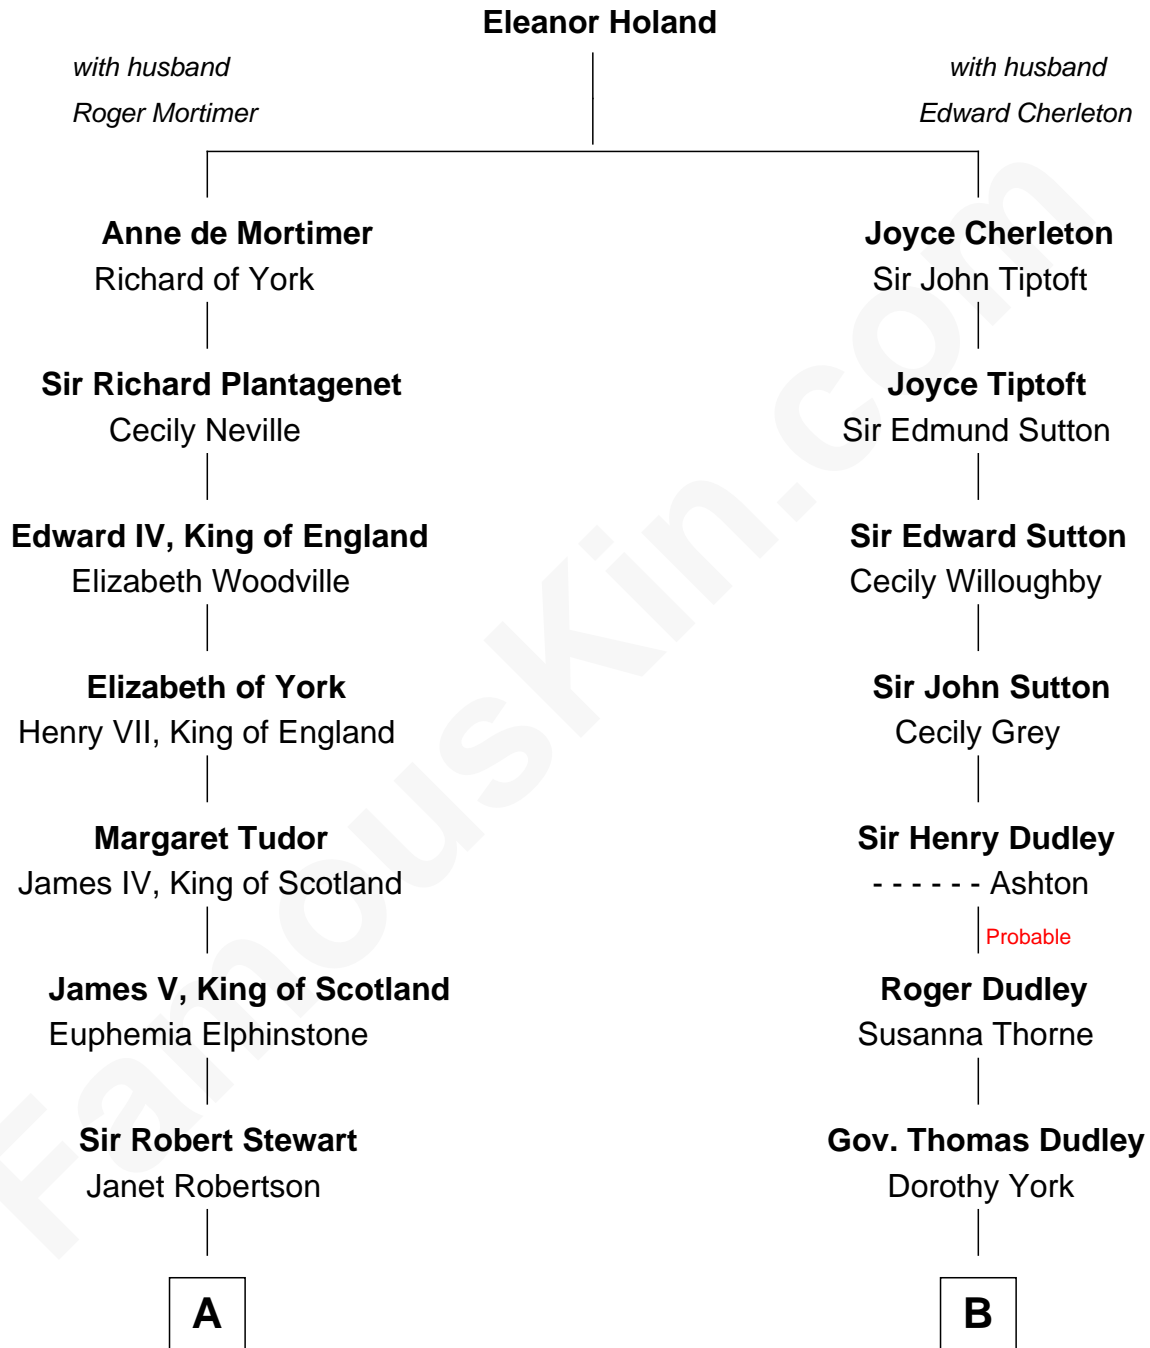 Eleanor Holand
with husband
Roger Mortimer
with husband
Edward Cherleton
Anne de Mortimer
Richard of York
Joyce Cherleton
Sir John Tiptoft
Sir Richard Plantagenet
Cecily Neville
Joyce Tiptoft
Sir Edmund Sutton
Edward IV, King of England
Elizabeth Woodville
Sir Edward Sutton
Cecily Willoughby
Elizabeth of York
Henry VII, King of England
Sir John Sutton
Cecily Grey
Margaret Tudor
James IV, King of Scotland
Sir Henry Dudley
- - - - - - Ashton
Probable
James V, King of Scotland
Euphemia Elphinstone
Roger Dudley
Susanna Thorne
Sir Robert Stewart
Janet Robertson
Gov. Thomas Dudley
Dorothy York
A
B
FamousKin.com